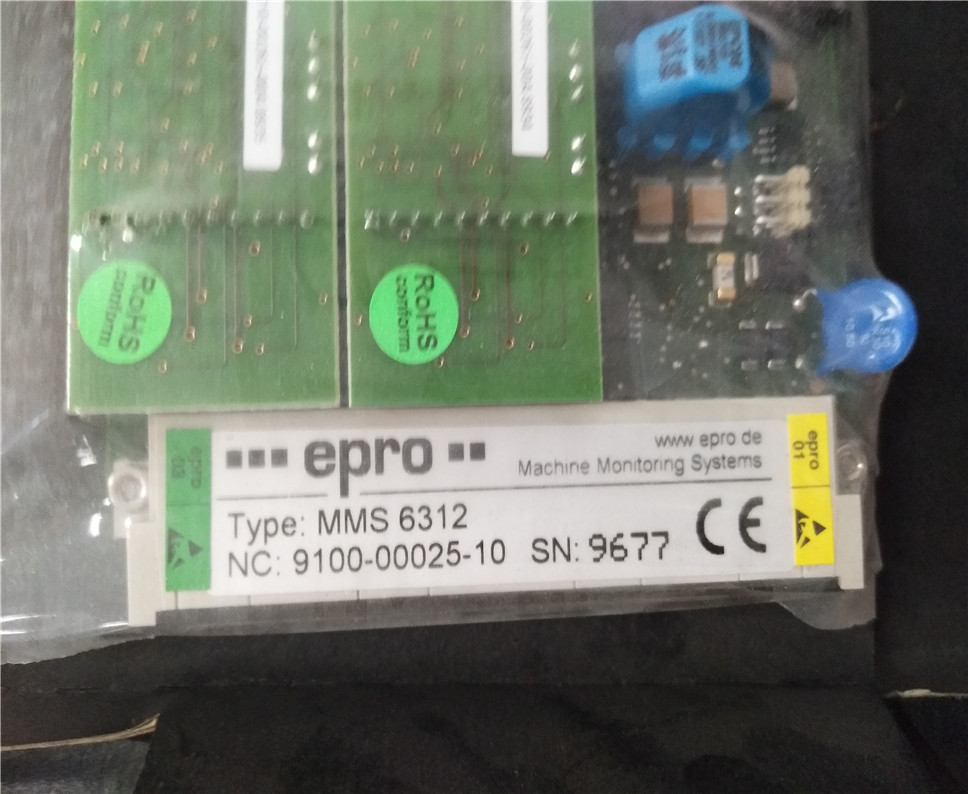 RoHS
conform
RoHS
conform
epro
www epro de
Machine Monitoring Systems
Type: MMS 6312
NC: 9100-00025-10 SN: 9677
CE
epro
03
epro
01